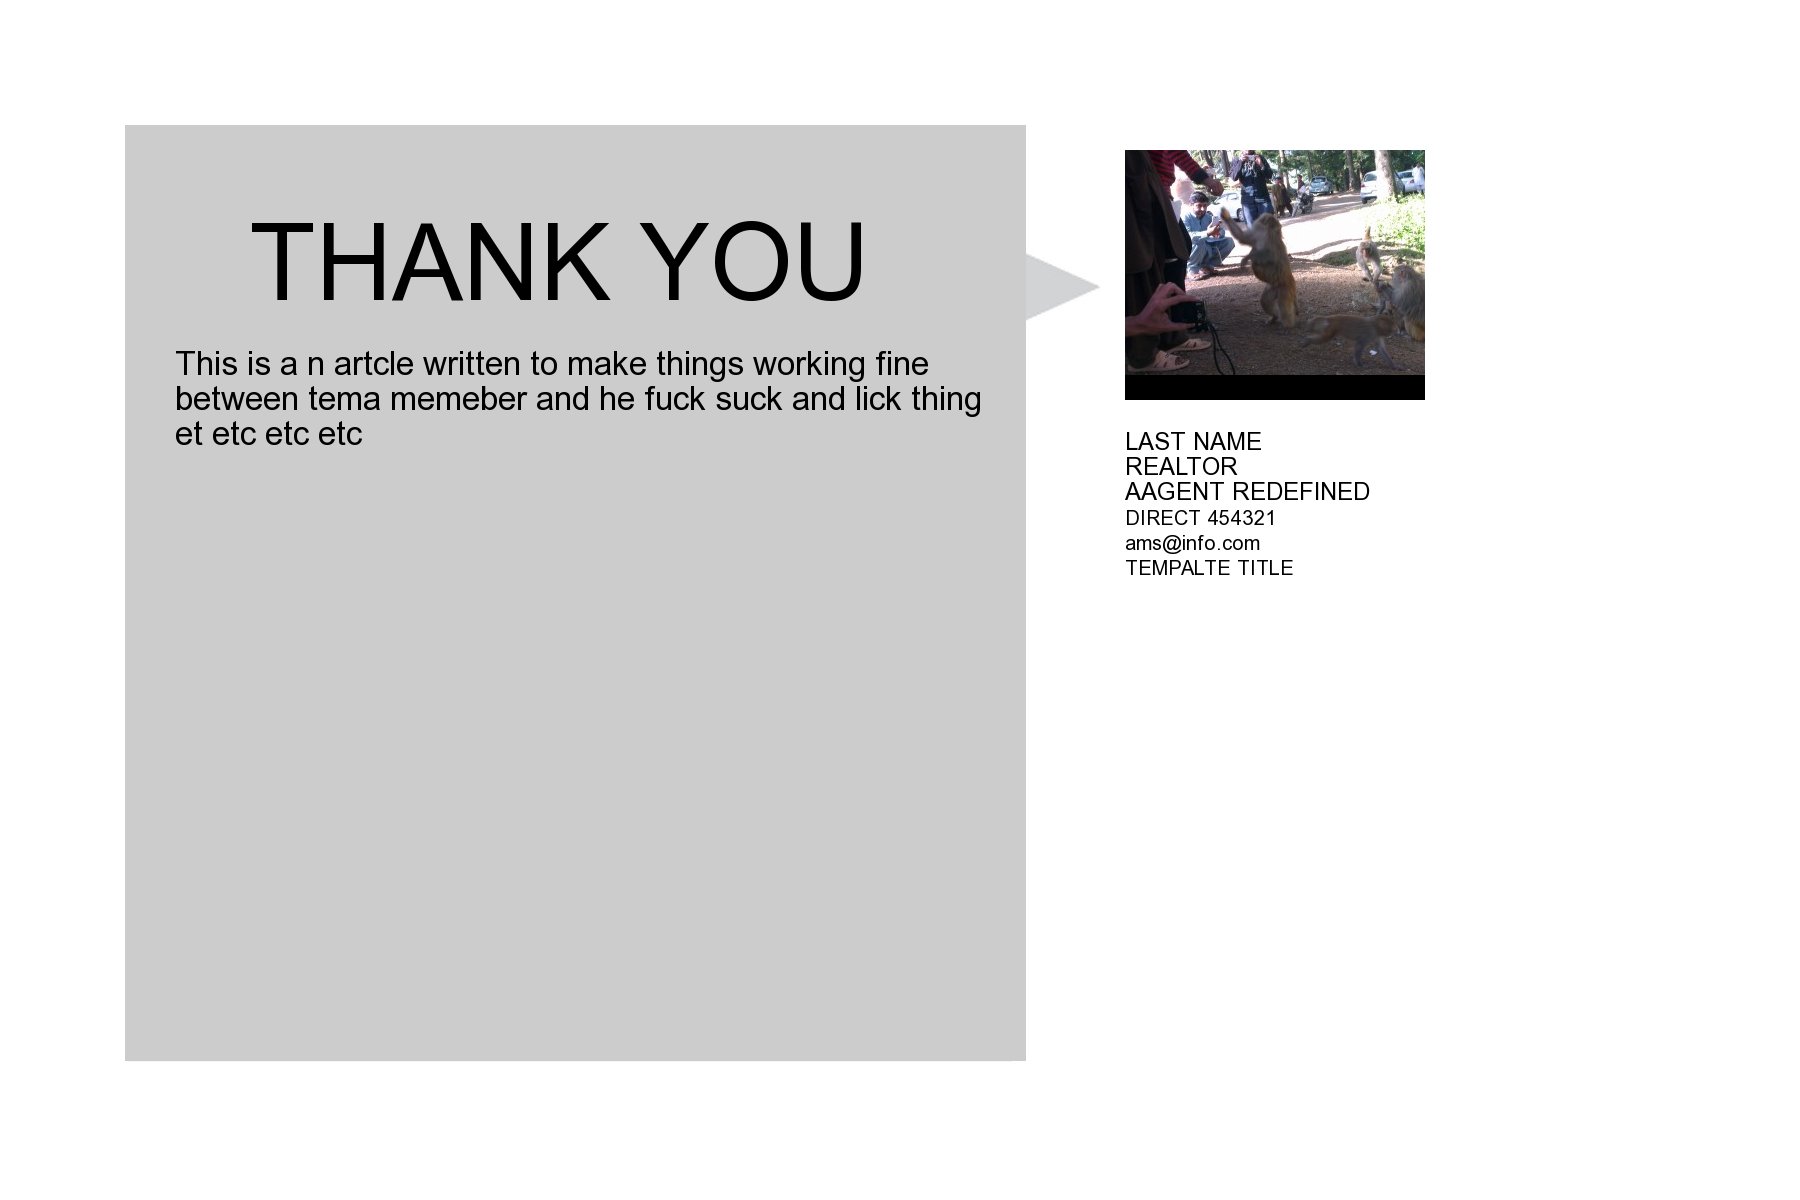 THANK YOU
This is a n artcle written to make things working fine
between tema memeber and he fuck suck and lick thing
et etc etc etc
LAST NAME
REALTOR
AAGENT REDEFINED
DIRECT 454321
ams@info.com
TEMPALTE TITLE